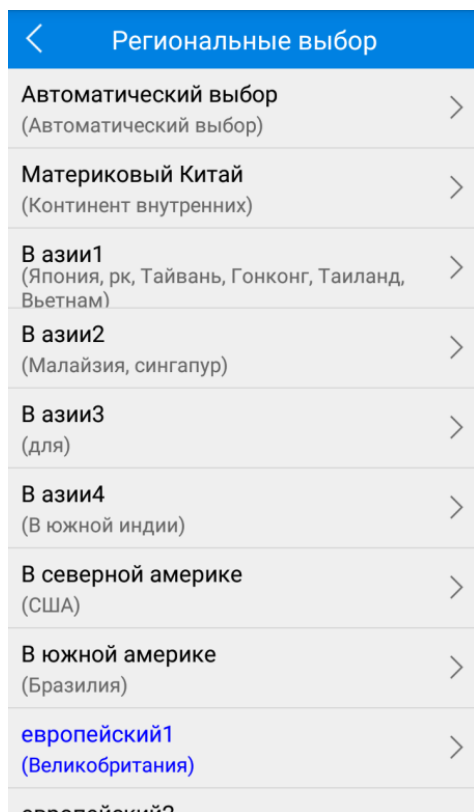 Региональные выбор
Автоматический выбор
(Автоматический выбор)
Материковый Китай
(Континент внутренних)
В азии1
(Япония, рк, Тайвань, Гонконг, Таиланд,
Вьетнам)
В азии2
(Малайзия, сингапур)
В азии3
(для)
В азии4
(В южной индии)
В северной америке
(США)
В южной америке
(Бразилия)
европейский1
(Великобритания)
европейский2